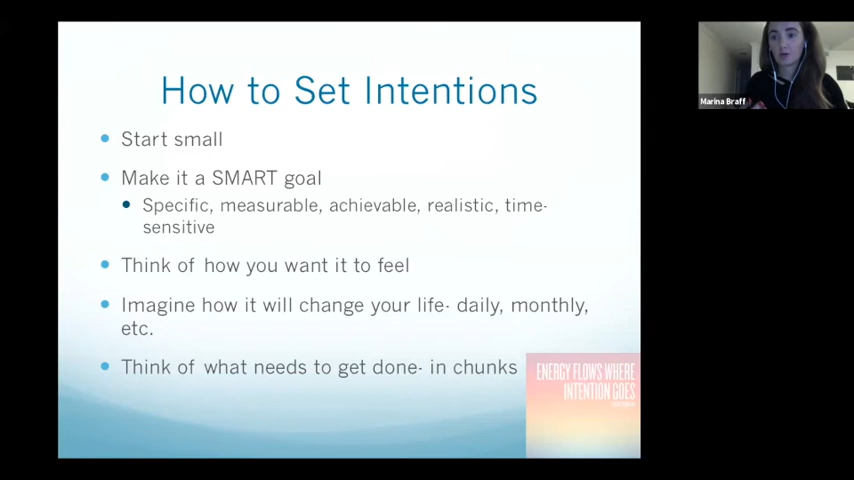 How to Set Intentions
Start small
Make it a SMART goal
Specific, measurable, achievable, realistic, time-
sensitive
Think of how you want it to feel
Imagine how it will change your life- daily, monthly,
etc.
Think of what needs to get done- in chunks
ENERGY FLOWS WHERE
INTENTION GOES
Marina Braff